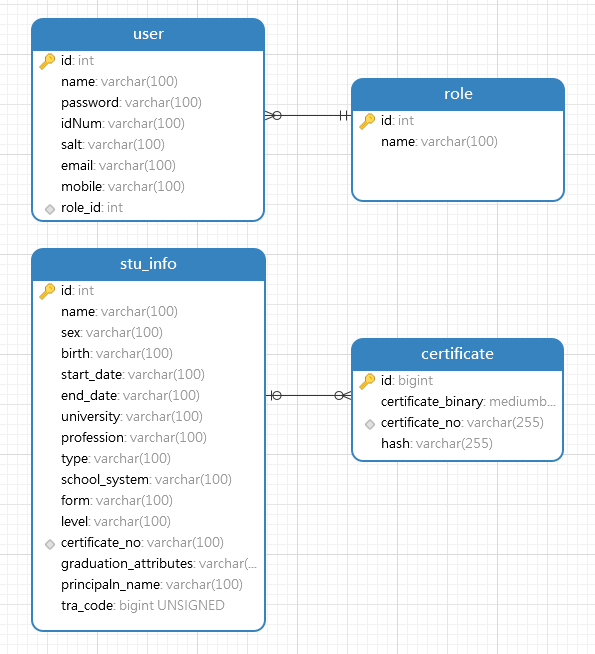 user
id: int
name: varchar(100)
password: varchar(100)
idNum: varchar(100)
salt: varchar(100)
email: varchar(100)
mobile: varchar(100)
role_id: int
role
id: int
name: varchar(100)
stu_info
id: int
name: varchar(100)
sex: varchar(100)
birth: varchar(100)
start_date: varchar(100)
end_date: varchar(100)
university: varchar(100)
profession: varchar(100)
type: varchar(100)
school_system: varchar(100)
form: varchar(100)
level: varchar(100)
certificate_no: varchar(100)
graduation_attributes: varchar(...
principaln_name: varchar(100)
tra_code: bigint UNSIGNED
certificate
id: bigint
certificate_binary: mediumb...
certificate_no: varchar(255)
hash: varchar(255)